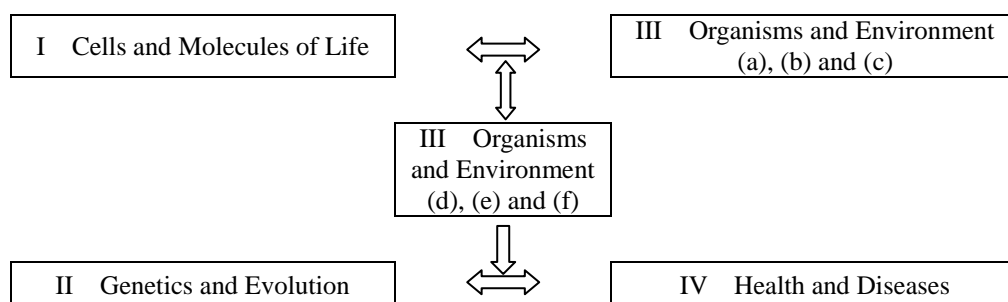 I Cells and Molecules of Life
III Organisms and Environment
(a), (b) and (c)
III Organisms
and Environment
(d), (e) and (f)
II Genetics and Evolution
IV Health and Diseases